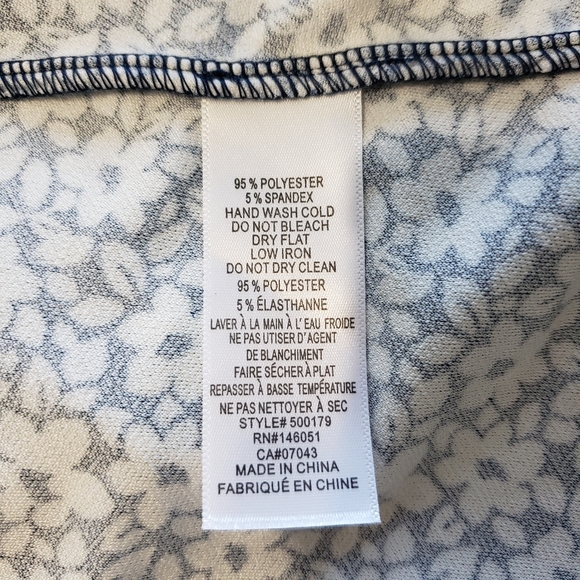 95 % POLYESTER
5 % SPANDEX
HAND WASH COLD
DO NOT BLEACH
DRY FLAT
LOW IRON
DO NOT DRY CLEAN
95 % POLYESTER
5 % ÉLASTHANNE
LAVER À LA MAIN À L' EAU FROIDE
NE PAS UTISER D'AGENT
DE BLANCHIMENT
FAIRE SÉCHER À PLAT
REPASSER À BASSE TEMPÉRATURE
NE PAS NETTOYER À SEC
STYLE# 500179
RN#146051
CA#07043
MADE IN CHINA
FABRIQUÉ EN CHINE